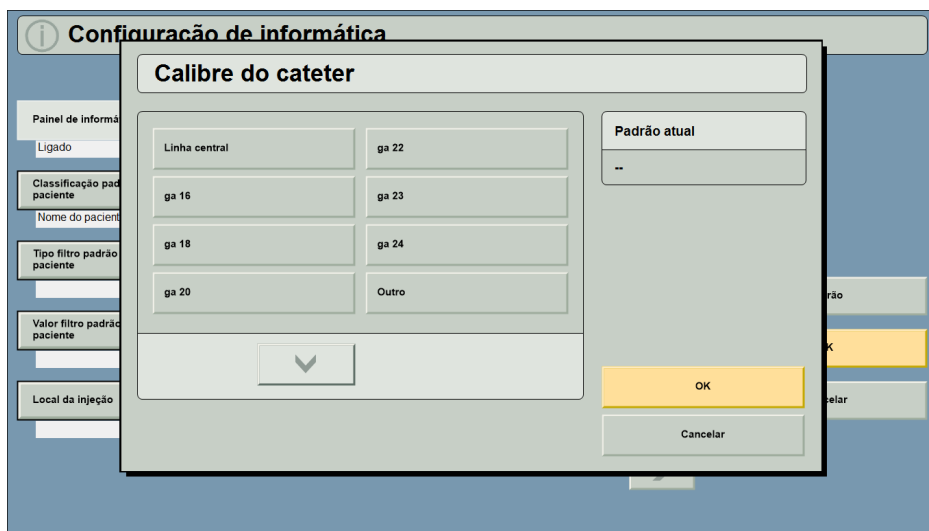 Configuração de informática
Calibre do cateter
Painel de informá
Ligado
Classificação pad
paciente
Nome do pacient
Tipo filtro padrão
paciente
Valor filtro padrão
paciente
Local da injeção
Linha central
ga 22
ga 16
ga 23
ga 18
ga 24
ga 20
Outro
Padrão atual
--
OK
Cancelar
rão
K
celar